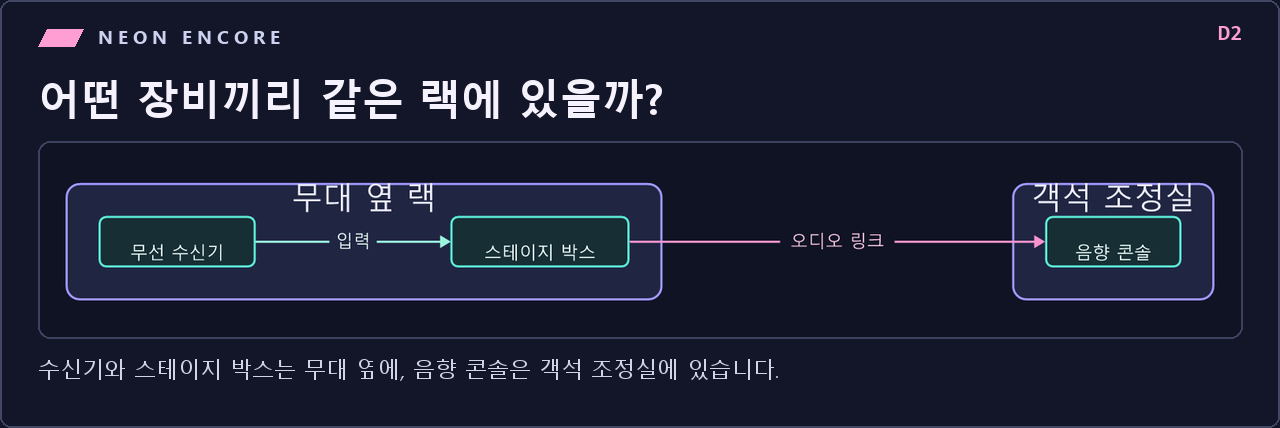 NEON ENCORE
D2
어떤 장비끼리 같은 랙에 있을까?
무대 옆 랙
객석 조정실
무선 수신기
입력
스테이지 박스
오디오 링크
음향 콘솔
수신기와 스테이지 박스는 무대 옆에, 음향 콘솔은 객석 조정실에 있습니다.